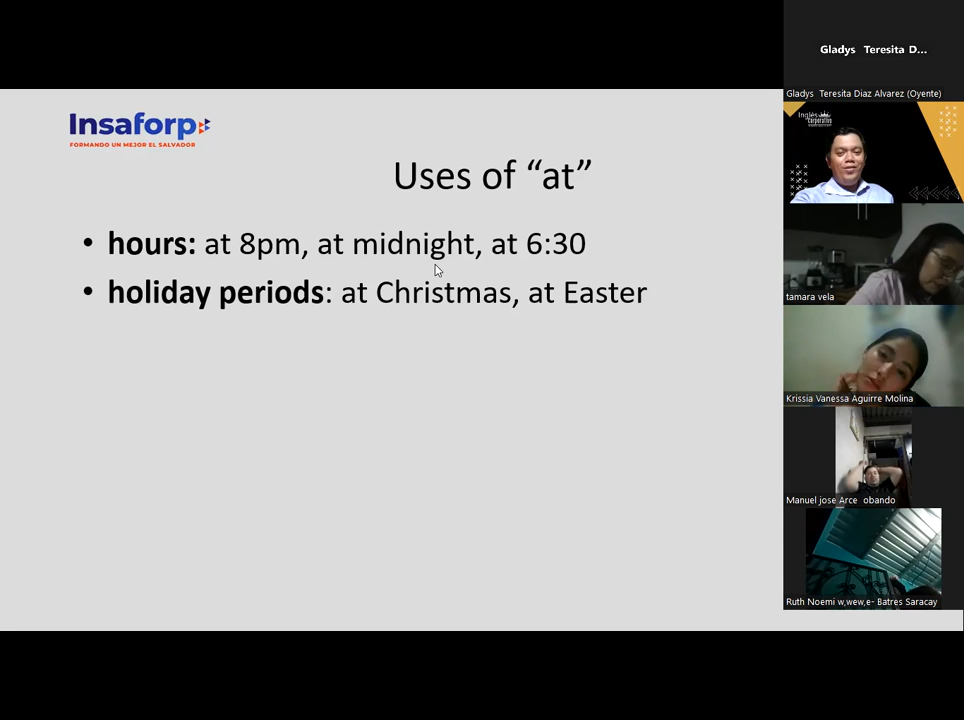 Gladys Teresita D...
Gladys Teresita Diaz Alvarez (Oyente)
Insaforp
FORMANDO UN MEJOR EL SALVADOR
Inglés
corporativo
Uses of “at”
• hours: at 8pm, at midnight, at 6:30
• holiday periods: at Christmas, at Easter
tamara vela
Krissia Vanessa Aguirre Molina
Manuel jose Arce obando
Ruth Noemi w,wew,e- Batres Saracay